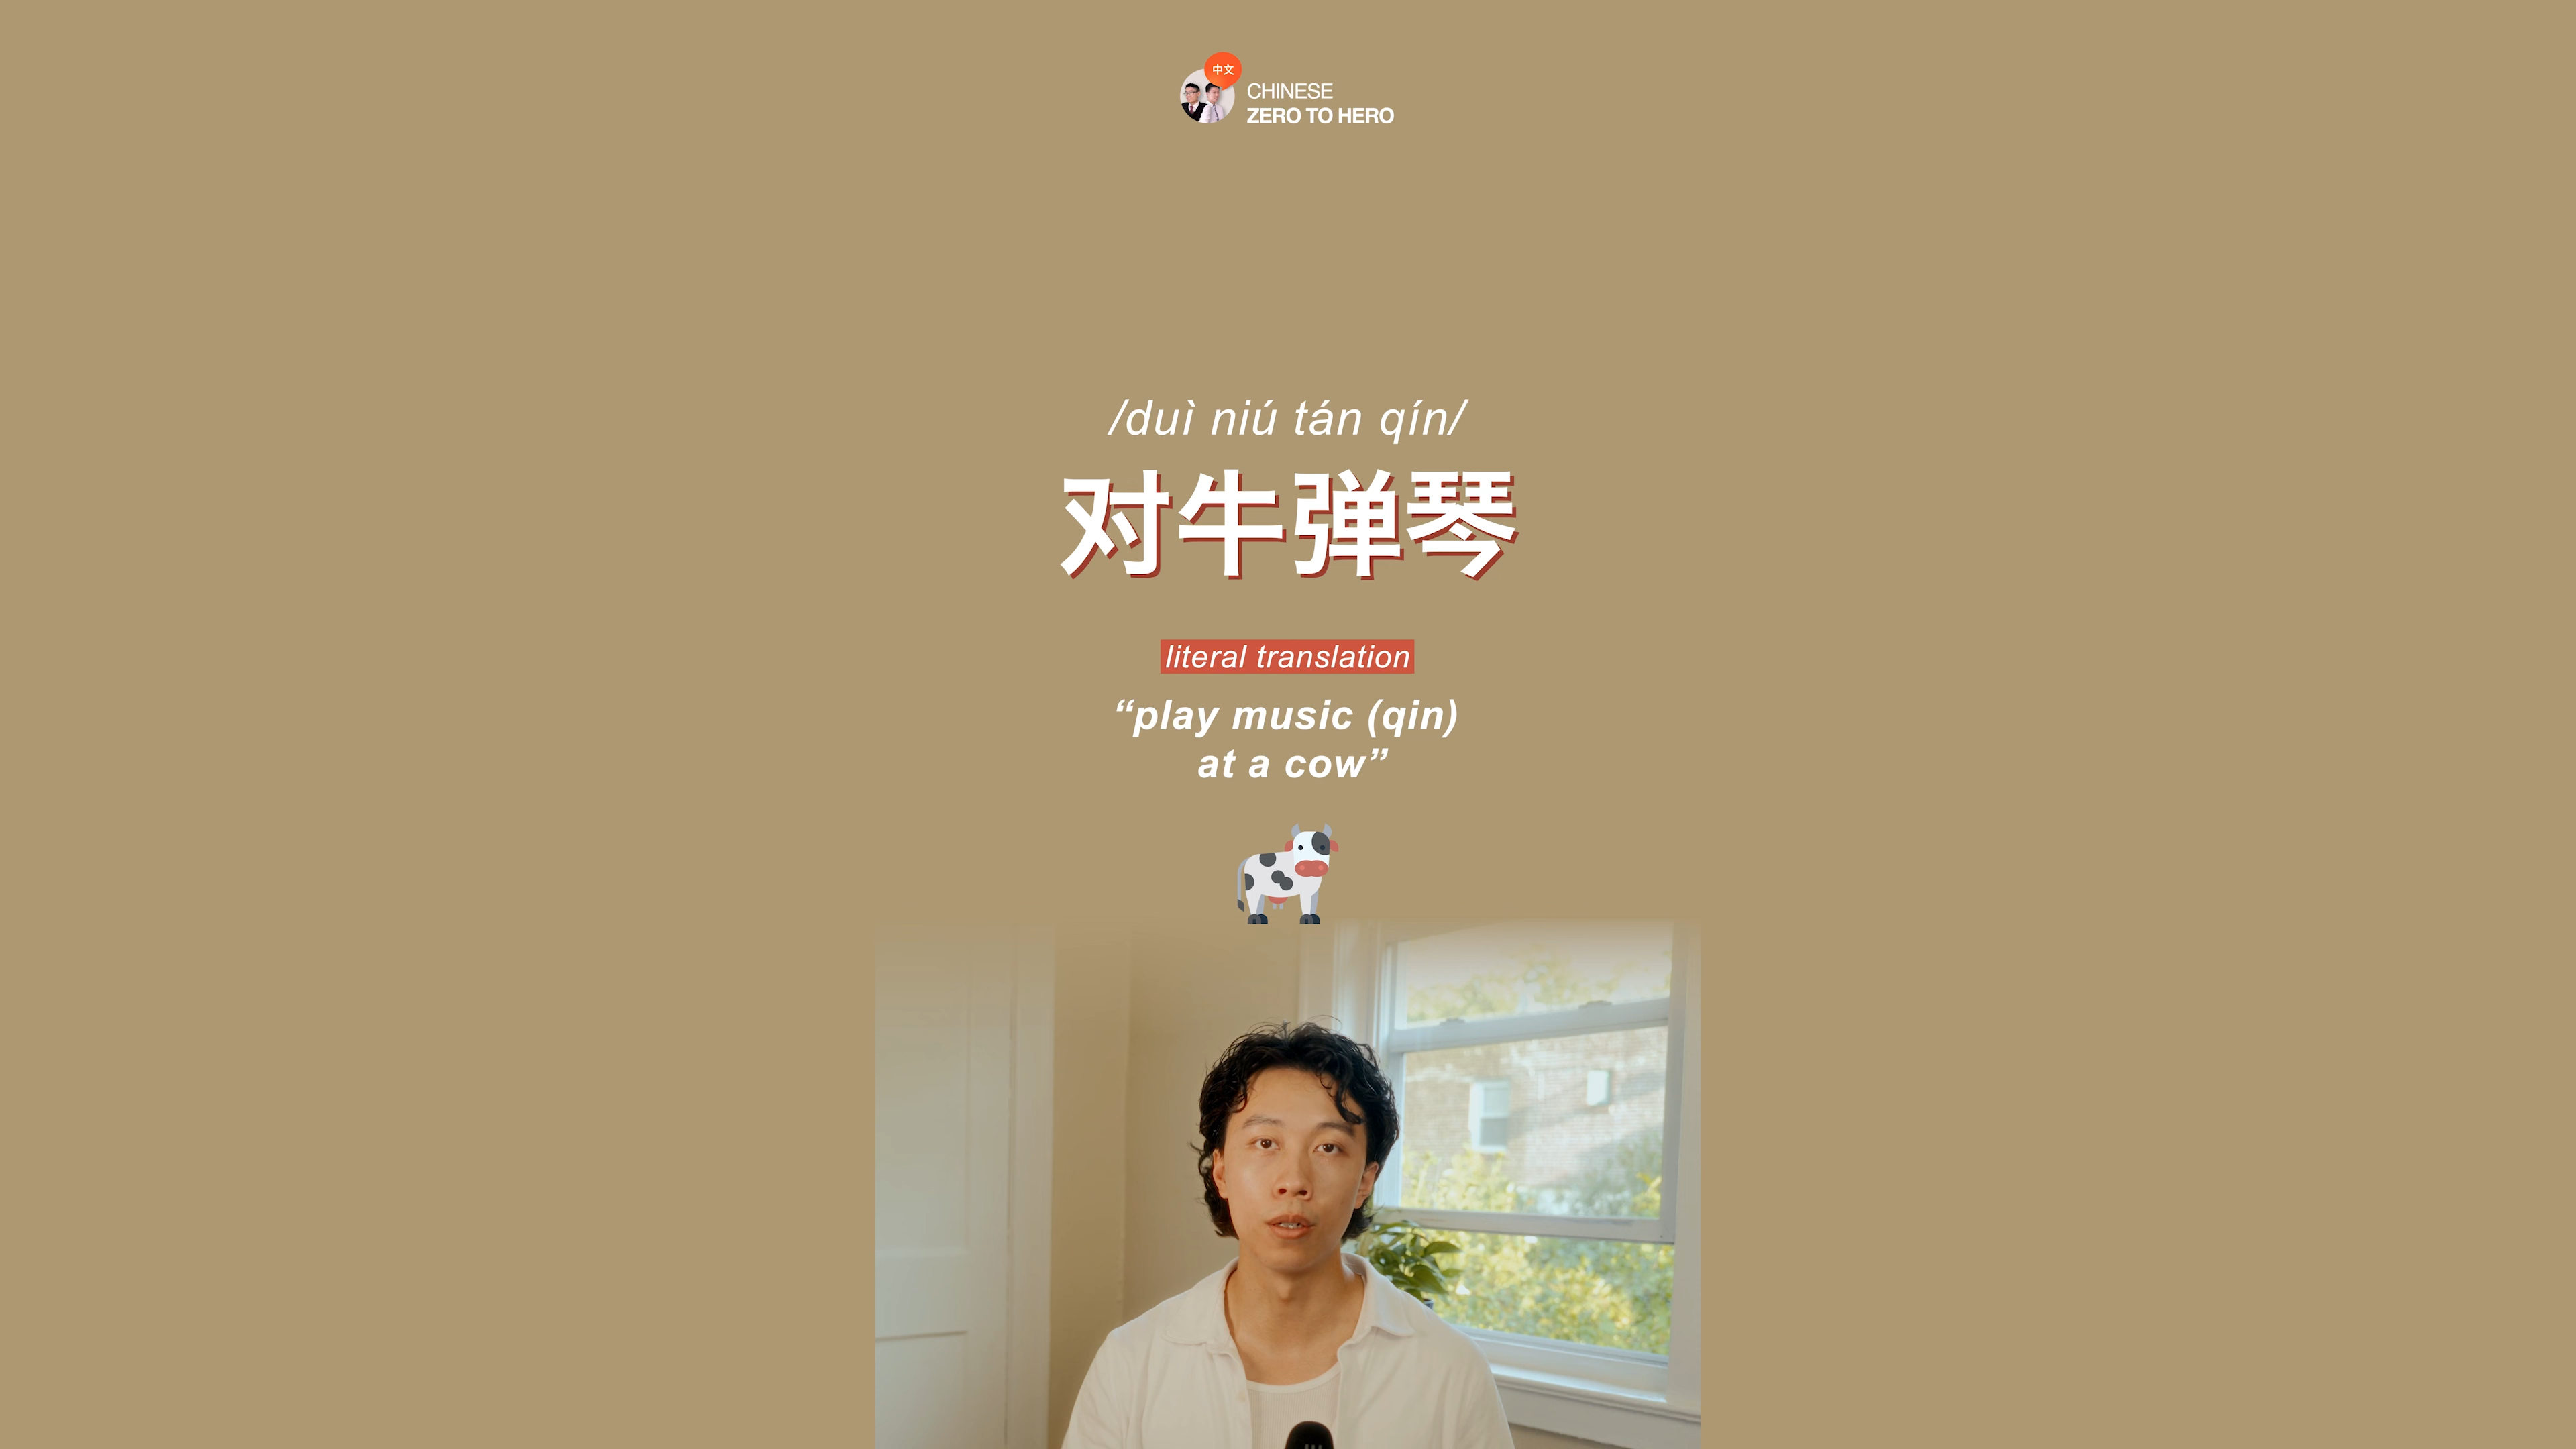 中文
CHINESE
ZERO TO HERO
/duì niú tán qín/
对牛弹琴
literal translation
“play music (qin)
at a cow”